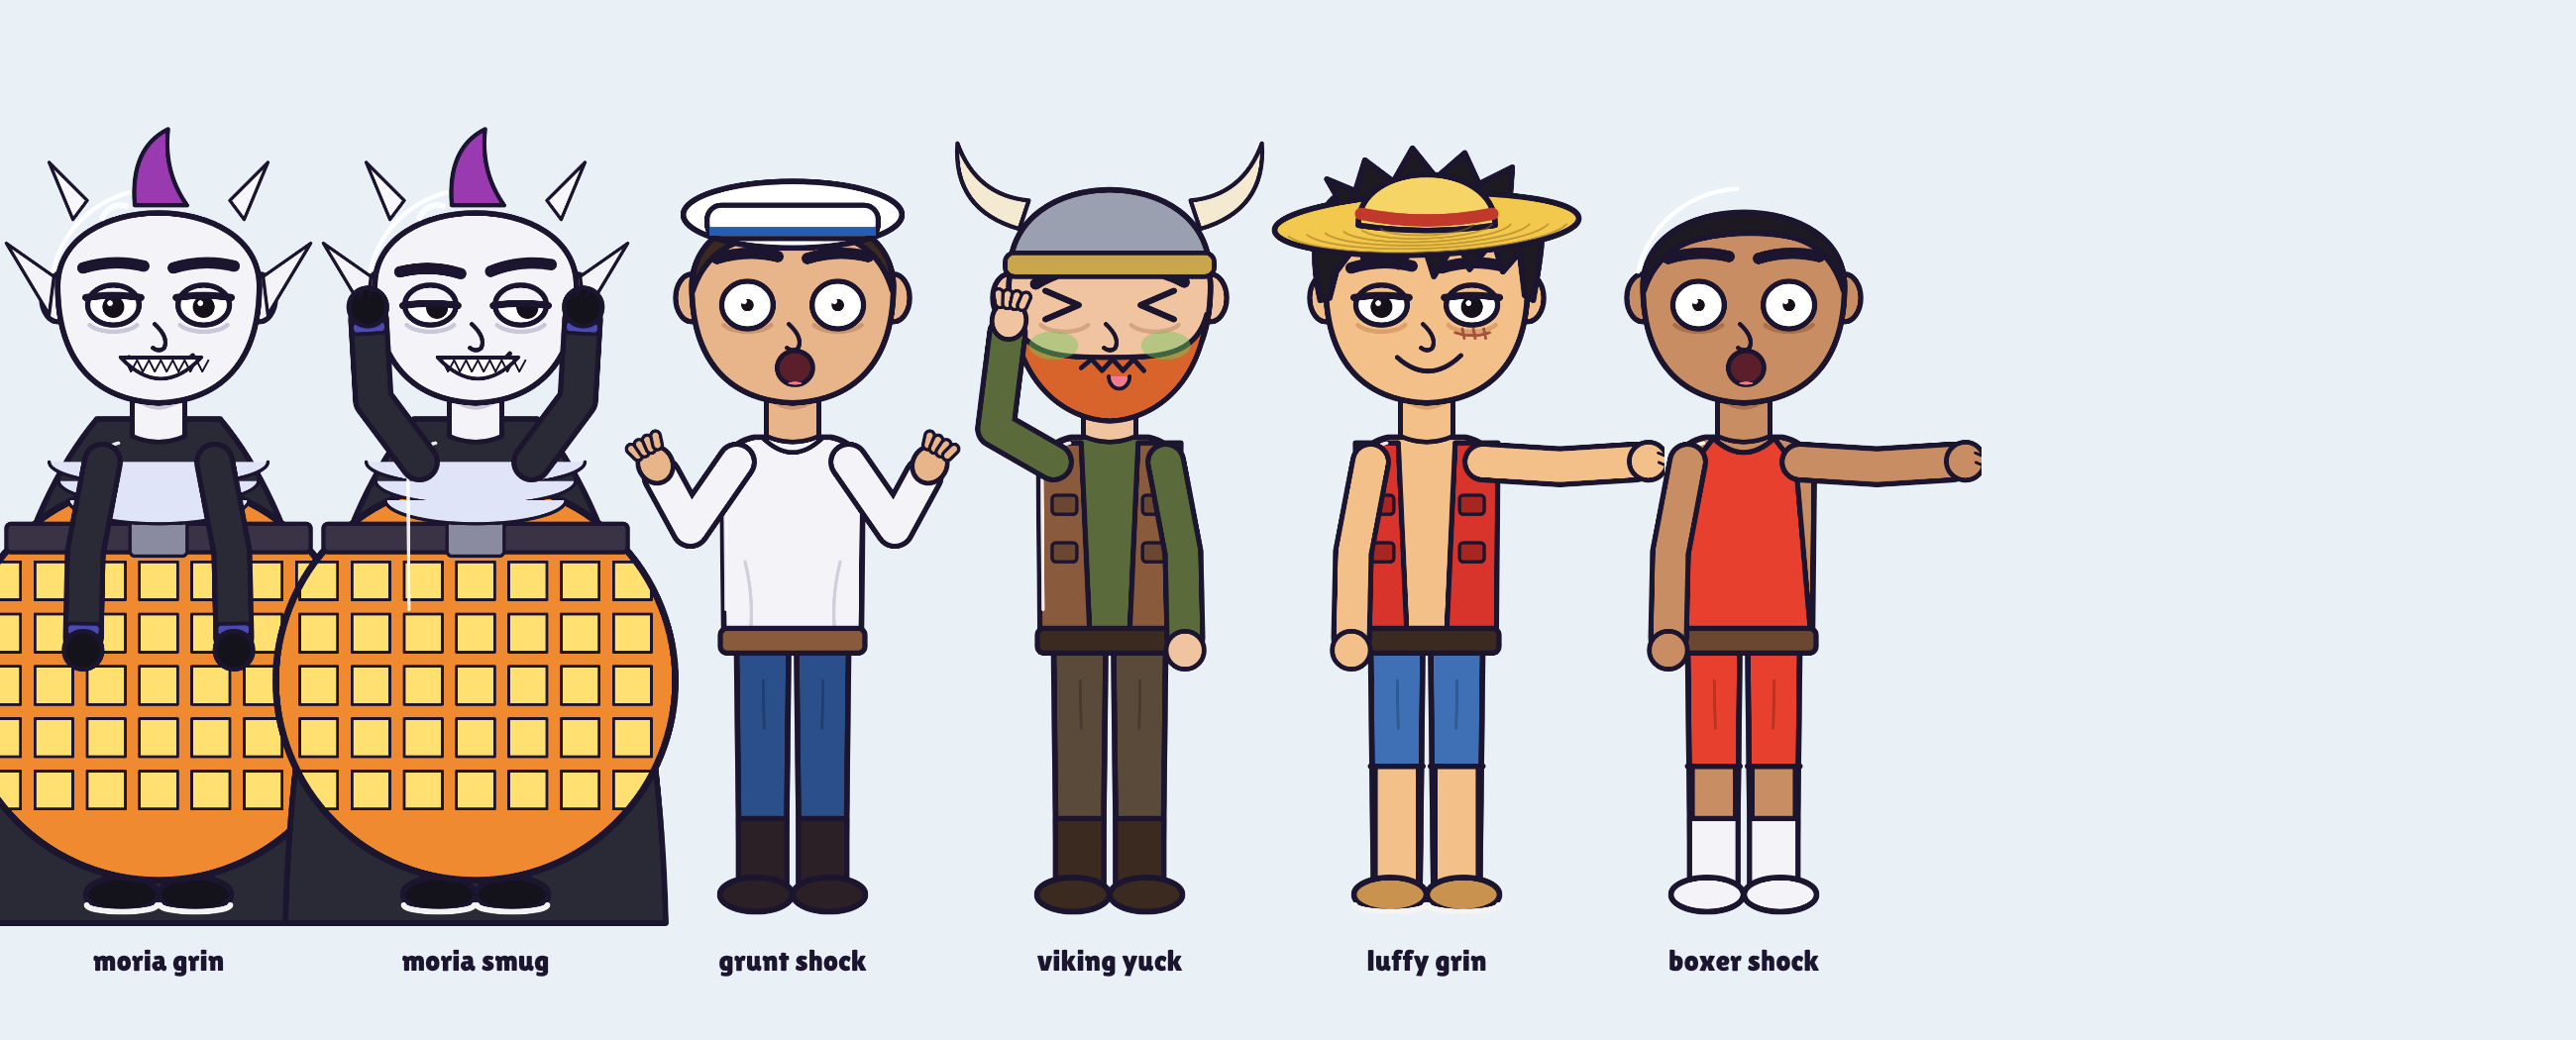 moria grin
moria smug
grunt shock
viking yuck
luffy grin
boxer shock